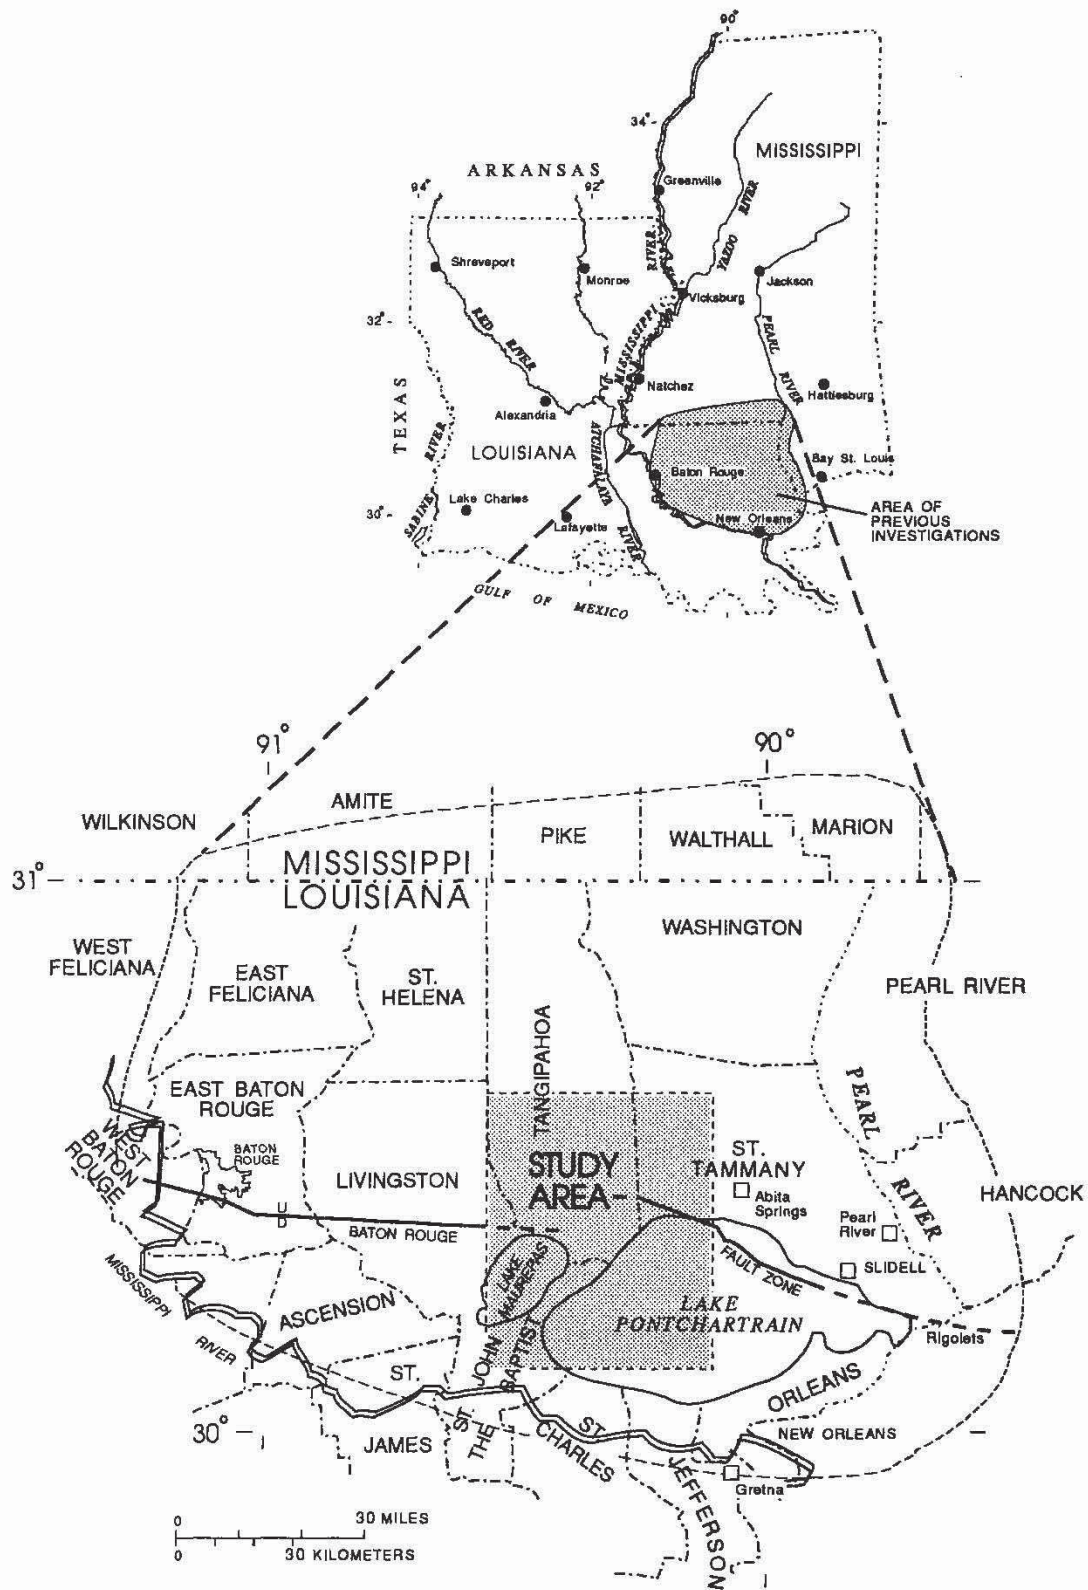 90°
34°
MISSISSIPPI
ARKANSAS
94°
92°
Greenville
RIVER
YAZOO
RIVER
Shreveport
Monroe
Vicksburg
Jackson
32°
RED
RIVER
MISSISSIPPI
PEARL
RIVER
Natchez
Hattiesburg
TEXAS
Alexandria
LOUISIANA
ATCHAFALAYA
RIVER
SABINE
RIVER
Baton Rouge
Bay St. Louis
Lake Charles
30°
Lafayette
New Orleans
AREA OF
PREVIOUS
INVESTIGATIONS
GULF OF MEXICO
91°
90°
WILKINSON
AMITE
PIKE
WALTHALL
MARION
31°
MISSISSIPPI
LOUISIANA
WEST
FELICIANA
EAST
FELICIANA
ST.
HELENA
TANGIPAHOA
WASHINGTON
PEARL RIVER
EAST BATON
ROUGE
WEST
BATON
ROUGE
BATON
ROUGE
LIVINGSTON
STUDY
AREA
ST.
TAMMANY
Abita
Springs
PEARL
RIVER
HANCOCK
Pearl
River
U
D
BATON ROUGE
FAULT ZONE
SLIDELL
LAKE
MAUREPAS
LAKE
PONTCHARTRAIN
Rigolets
MISSISSIPPI
RIVER
ASCENSION
ST.
JAMES
ST. JOHN
THE BAPTIST
ST.
CHARLES
ORLEANS
NEW ORLEANS
30°
JEFFERSON
Gretna
0 30 MILES
0 30 KILOMETERS